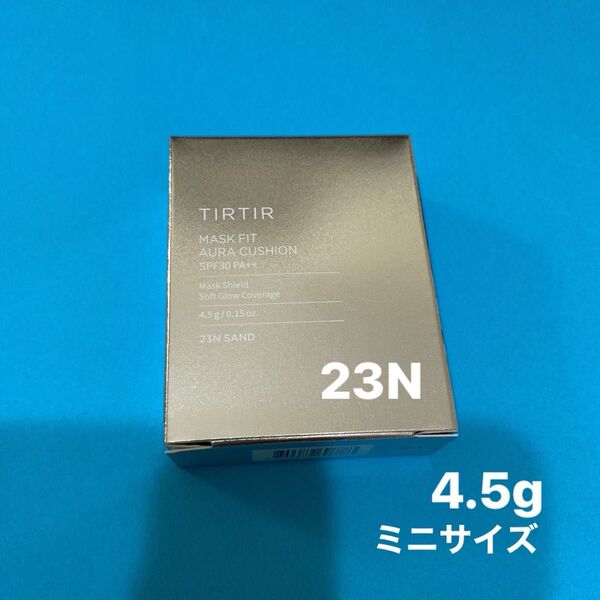 TIRTIR
MASK FIT
AURA CUSHION
SPF30 PA++
Mask Shield
Soft Glow Coverage
4.5 g / 0.15 oz.
23N SAND
23N
4.5g
ミニサイズ